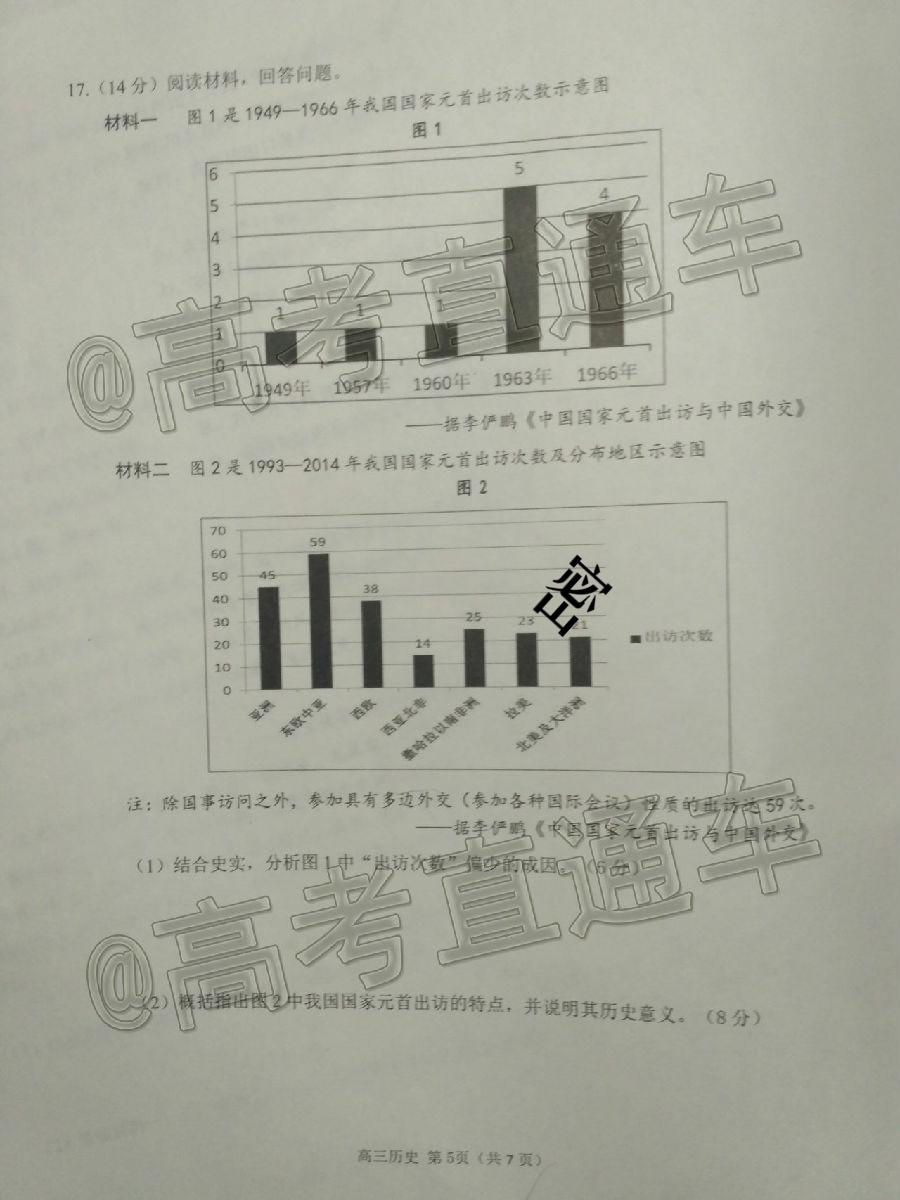 17.（14分）阅读材料，回答问题。
材料一 图1是1949—1966年我国国家元首出访次数示意图
图1
6
5
4
3
2
1
0
1
1
1
5
4
1949年 1957年 1960年 1963年 1966年
——据李俨鹏《中国国家元首出访与中国外交》
材料二 图2是1993—2014年我国国家元首出访次数及分布地区示意图
图2
70
60
50
40
30
20
10
0
45
59
38
14
25
23
21
亚洲
东欧中亚
西欧
西亚北非
撒哈拉以南非洲
拉美
北美及大洋洲
出访次数
密
注：除国事访问之外，参加具有多边外交（参加各种国际会议）性质的出访达59次。
——据李俨鹏《中国国家元首出访与中国外交》
（1）结合史实，分析图1中“出访次数”偏少的成因。（6分）
（2）概括指出图2中我国国家元首出访的特点，并说明其历史意义。（8分）
高三历史 第5页（共7页）
@高考直通车
@高考直通车